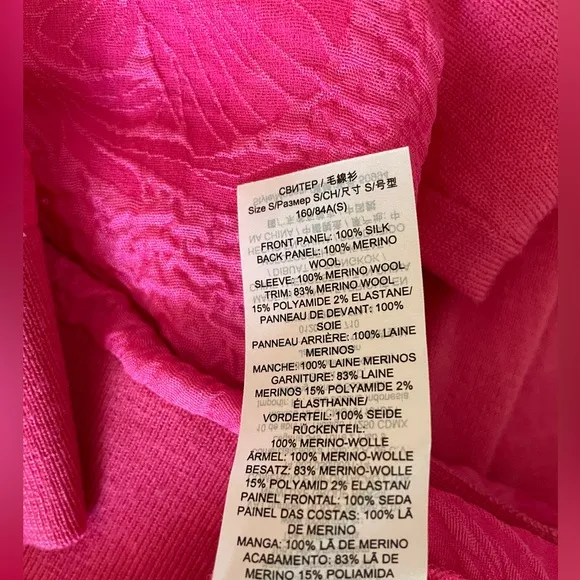 СВИТЕР / 毛線衫
Size S/Размер S/CH/尺寸 S/号型
160/84A(S)
FRONT PANEL: 100% SILK
BACK PANEL: 100% MERINO
WOOL
SLEEVE: 100% MERINO WOOL
TRIM: 83% MERINO WOOL
15% POLYAMIDE 2% ELASTANE/
PANNEAU DE DEVANT: 100%
SOIE
PANNEAU ARRIÈRE: 100% LAINE
MERINOS
MANCHE: 100% LAINE MERINOS
GARNITURE: 83% LAINE
MERINOS 15% POLYAMIDE 2%
ÉLASTHANNE/
VORDERTEIL: 100% SEIDE
RÜCKENTEIL:
100% MERINO-WOLLE
ÄRMEL: 100% MERINO-WOLLE
BESATZ: 83% MERINO-WOLLE
15% POLYAMIDE 2% ELASTAN/
PAINEL FRONTAL: 100% SEDA
PAINEL DAS COSTAS: 100% LÃ
DE MERINO
MANGA: 100% LÃ DE MERINO
ACABAMENTO: 83% LÃ DE
MERINO 15% POLIAMIDA